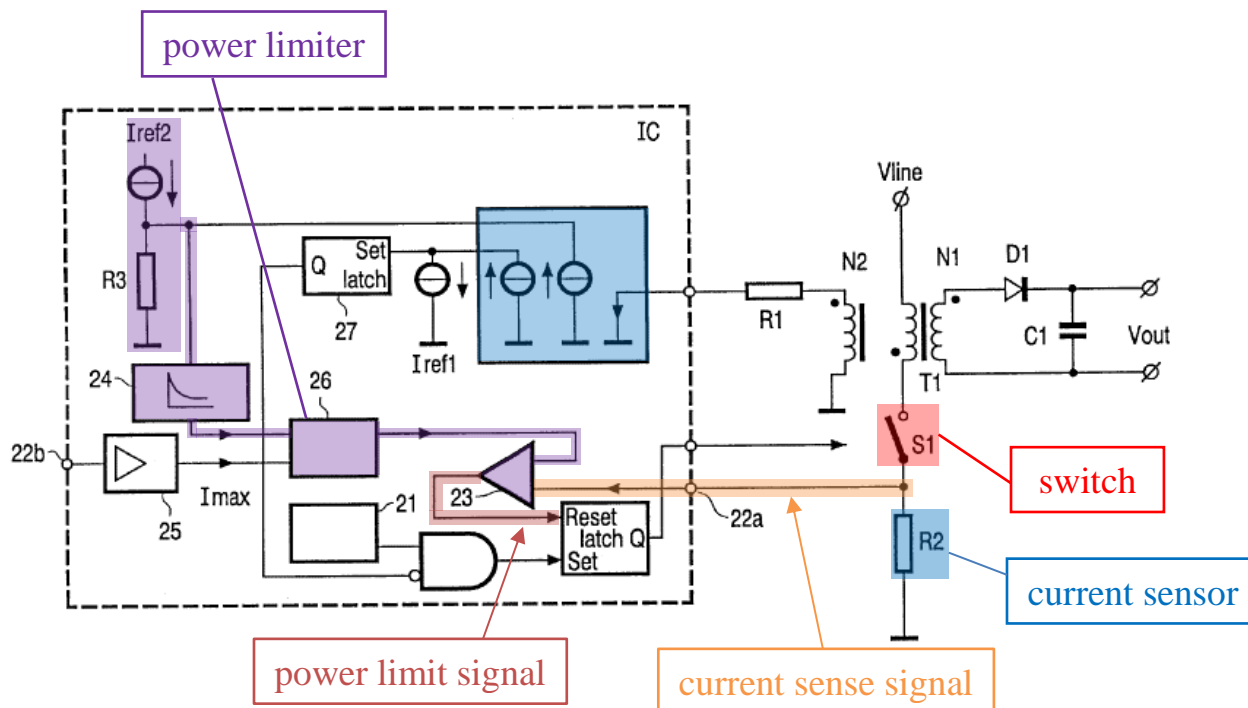 power limiter
Iref2
IC
Vline
R3
Q
Set
latch
27
Iref1
R1
N2
N1
D1
C1
Vout
T1
24
26
S1
switch
22b
25
Imax
23
21
22a
Reset
latch Q
Set
R2
current sensor
power limit signal
current sense signal